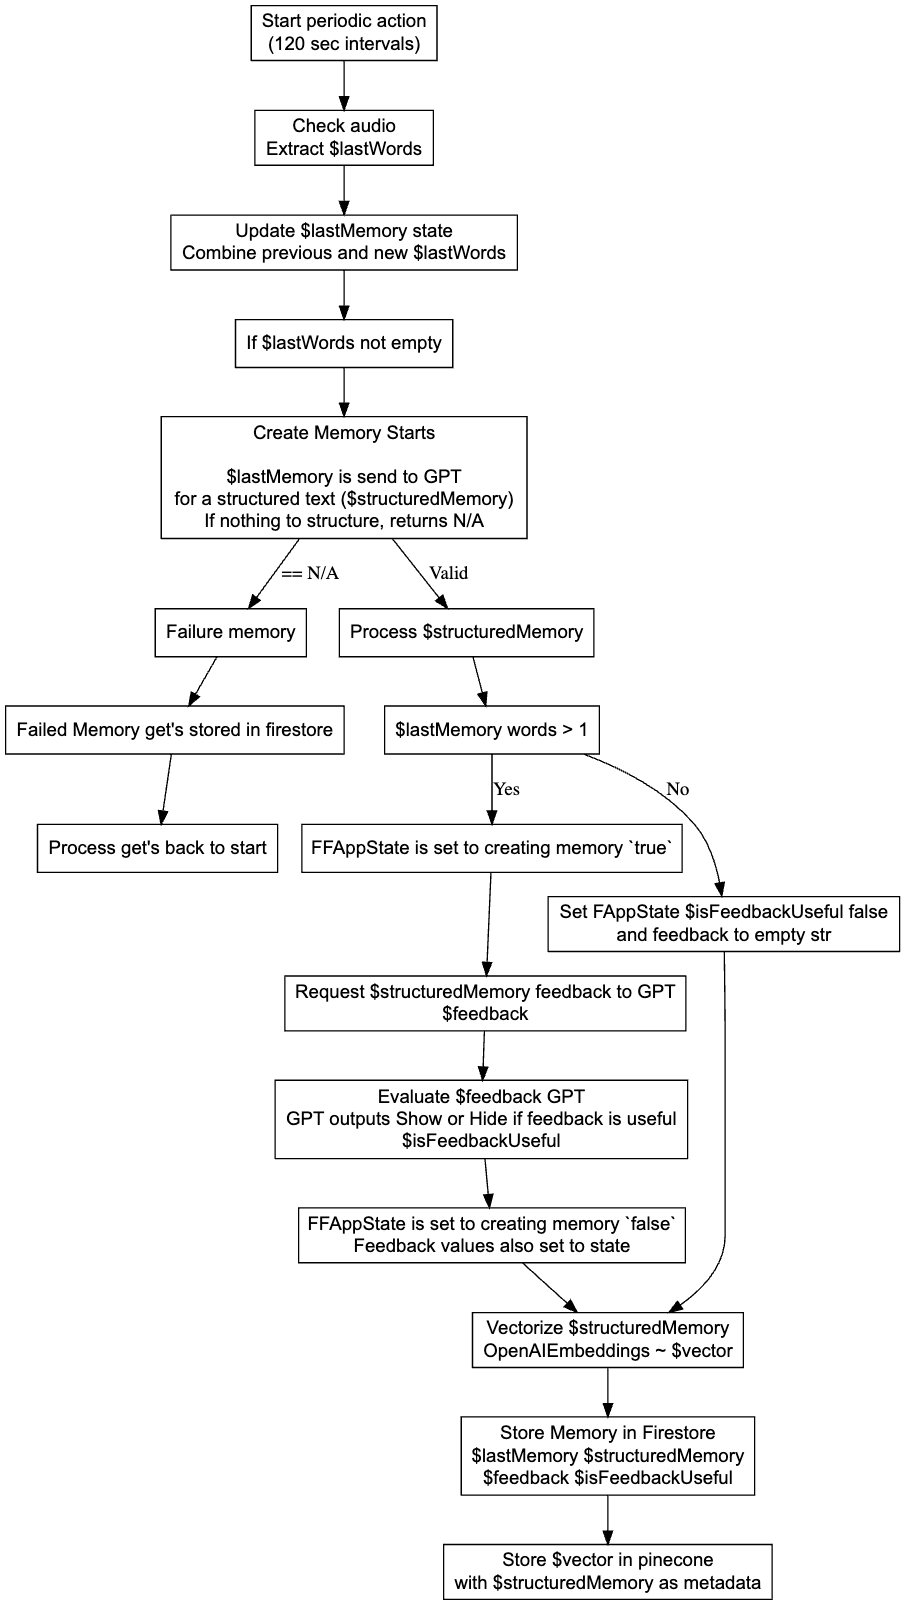 Start periodic action
(120 sec intervals)
Check audio
Extract $lastWords
Update $lastMemory state
Combine previous and new $lastWords
If $lastWords not empty
Create Memory Starts
$lastMemory is send to GPT
for a structured text ($structuredMemory)
If nothing to structure, returns N/A
== N/A
Valid
Failure memory
Process $structuredMemory
Failed Memory get's stored in firestore
$lastMemory words > 1
Yes
No
Process get's back to start
FFAppState is set to creating memory `true`
Set FAppState $isFeedbackUseful false
and feedback to empty str
Request $structuredMemory feedback to GPT
$feedback
Evaluate $feedback GPT
GPT outputs Show or Hide if feedback is useful
$isFeedbackUseful
FFAppState is set to creating memory `false`
Feedback values also set to state
Vectorize $structuredMemory
OpenAIEmbeddings ~ $vector
Store Memory in Firestore
$lastMemory $structuredMemory
$feedback $isFeedbackUseful
Store $vector in pinecone
with $structuredMemory as metadata